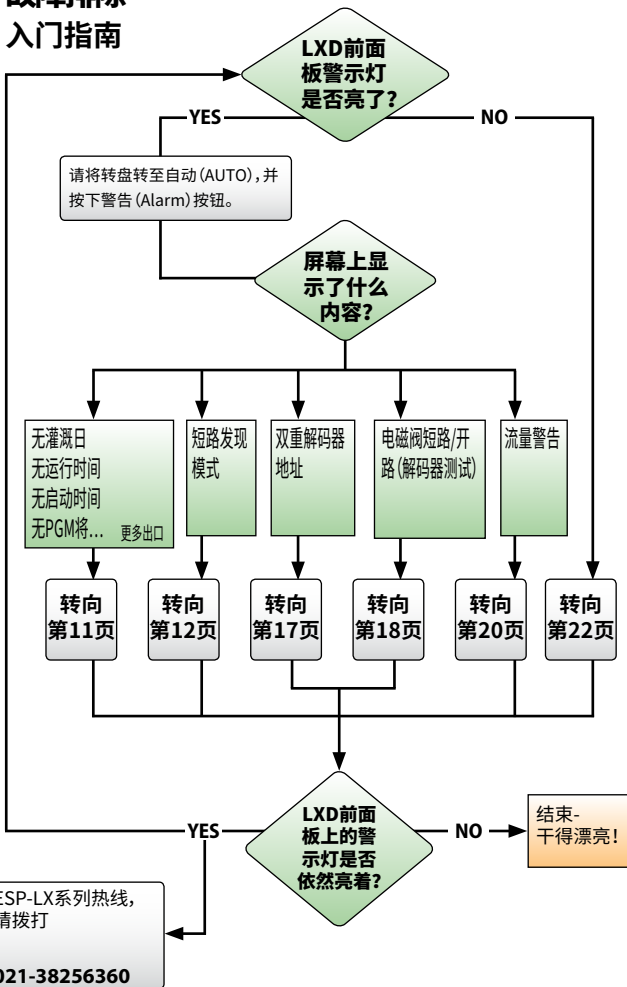 入门指南
LXD前面
板警示灯
是否亮了?
YES
NO
请将转盘转至自动(AUTO),并
按下警告(Alarm)按钮。
屏幕上显
示了什么
内容?
无灌溉日
无运行时间
无启动时间
无PGM将... 更多出口
短路发现
模式
双重解码器
地址
电磁阀短路/开
路(解码器测试)
流量警告
转向
第11页
转向
第12页
转向
第17页
转向
第18页
转向
第20页
转向
第22页
LXD前面
板上的警
示灯是否
依然亮着?
YES
NO
结束-
干得漂亮!
ESP-LX系列热线,
请拨打
021-38256360